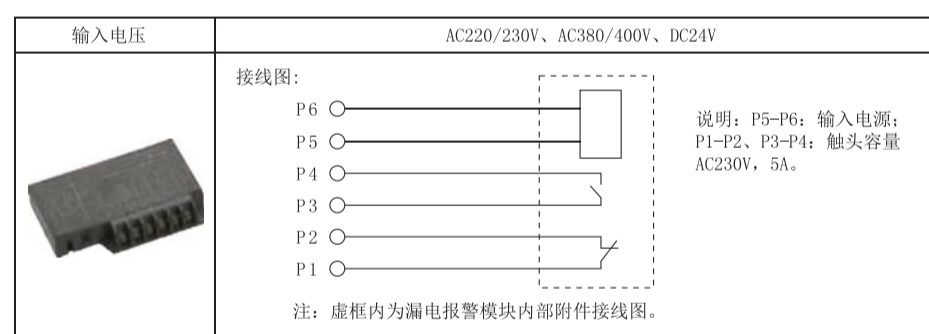 输入电压
AC220/230V、AC380/400V、DC24V
接线图:
P6
P5
P4
P3
P2
P1
说明：P5-P6：输入电源；
P1-P2、P3-P4：触头容量
AC230V，5A。
注：虚框内为漏电报警模块内部附件接线图。